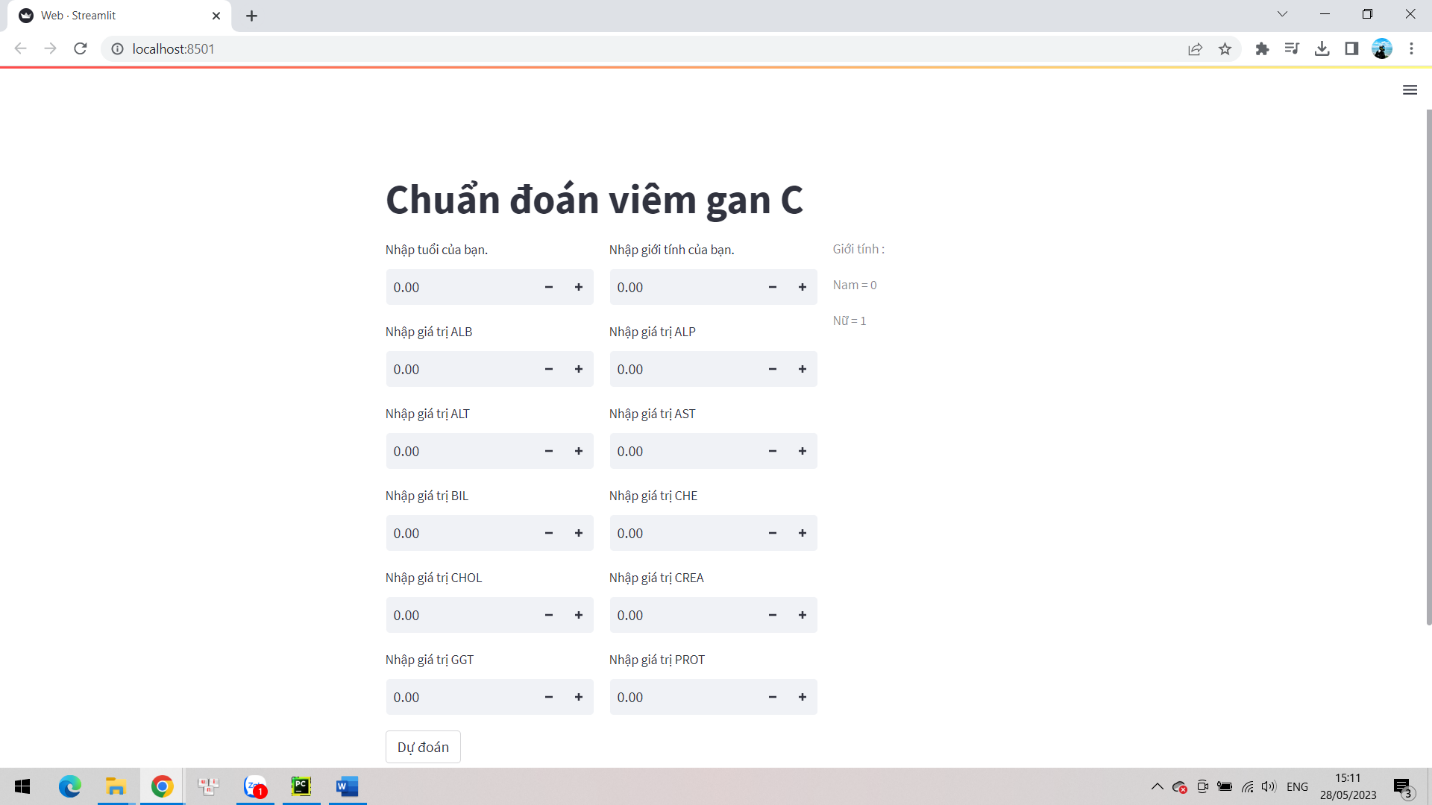 Web · Streamlit
localhost:8501
Chuẩn đoán viêm gan C
Nhập tuổi của bạn.
Nhập giới tính của bạn.
Giới tính :
0.00
0.00
Nam = 0
Nữ = 1
Nhập giá trị ALB
Nhập giá trị ALP
0.00
0.00
Nhập giá trị ALT
Nhập giá trị AST
0.00
0.00
Nhập giá trị BIL
Nhập giá trị CHE
0.00
0.00
Nhập giá trị CHOL
Nhập giá trị CREA
0.00
0.00
Nhập giá trị GGT
Nhập giá trị PROT
0.00
0.00
Dự đoán
1
PC
W
ENG
15:11
28/05/2023
3